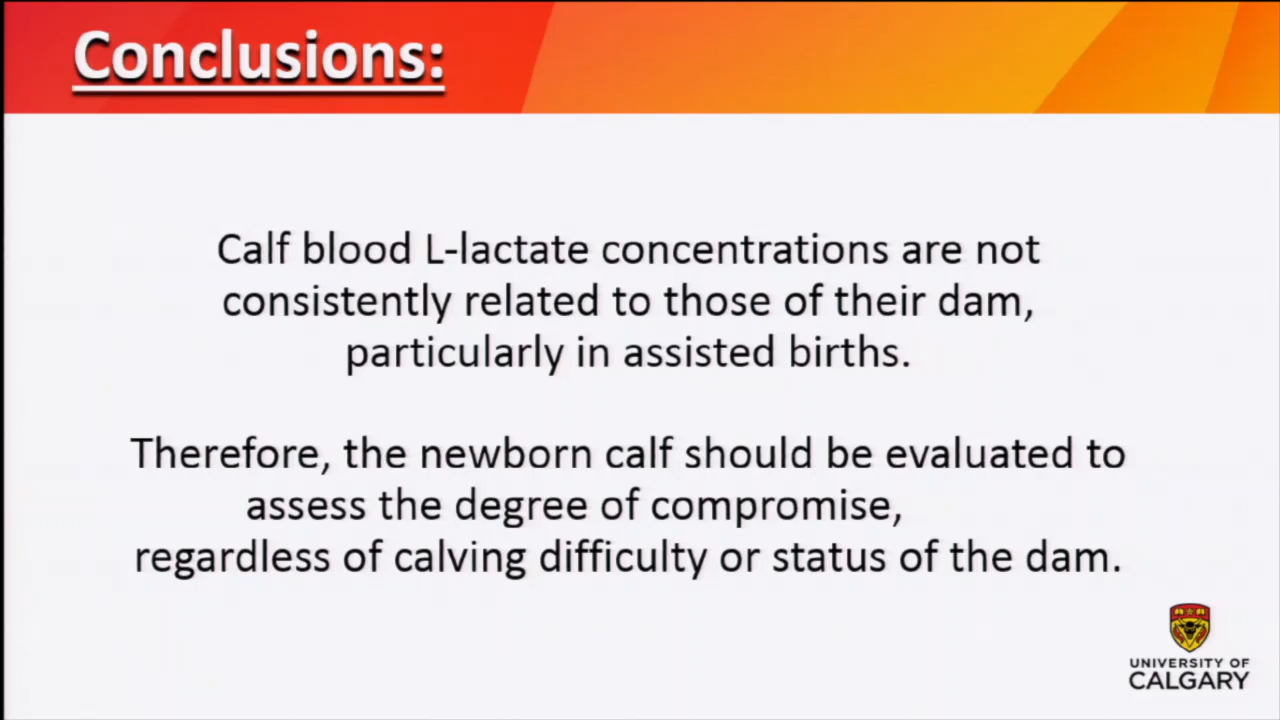 Conclusions:
Calf blood L-lactate concentrations are not
consistently related to those of their dam,
particularly in assisted births.
Therefore, the newborn calf should be evaluated to
assess the degree of compromise,
regardless of calving difficulty or status of the dam.
UNIVERSITY OF
CALGARY